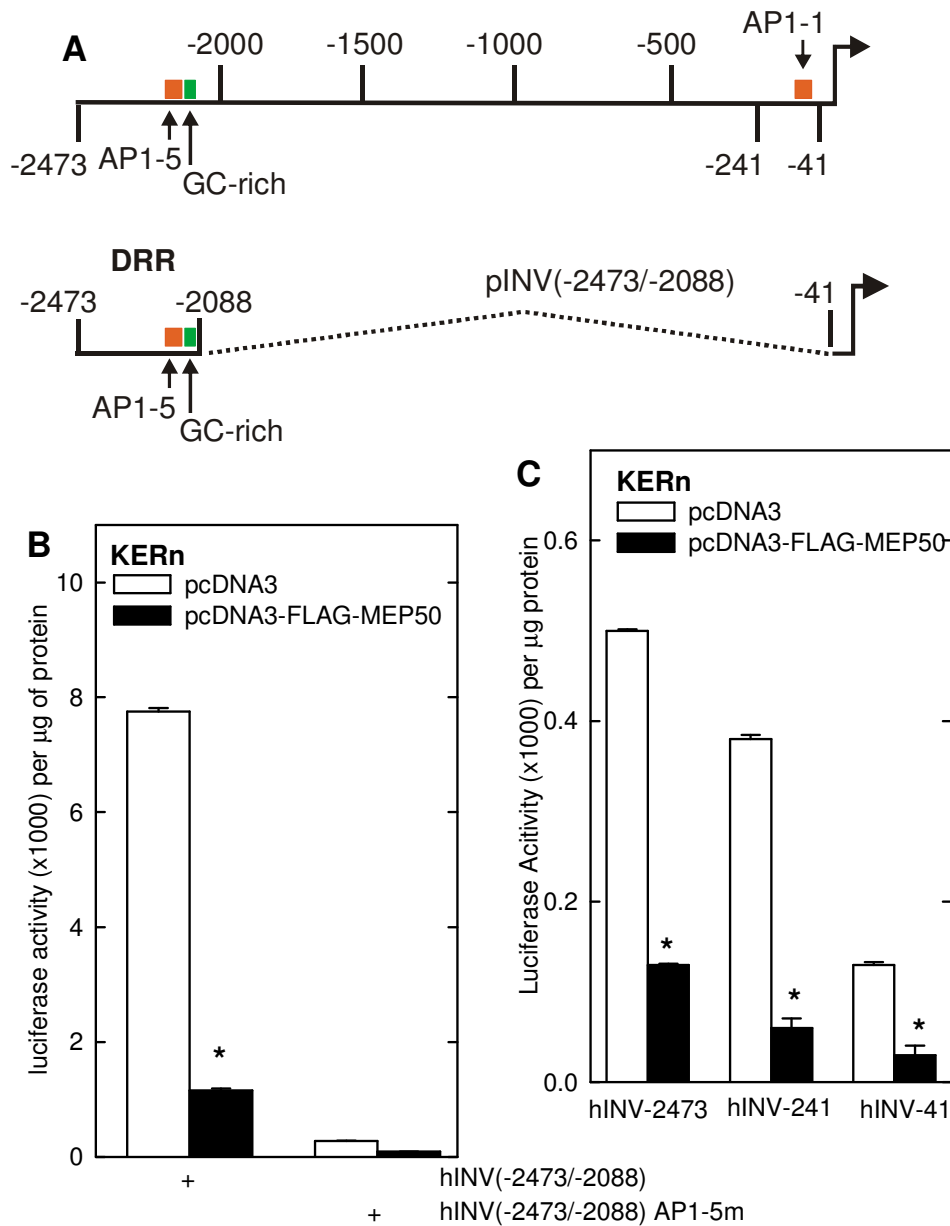 A
-2000
-1500
-1000
-500
AP1-1
-2473
AP1-5
GC-rich
-241
-41
DRR
-2473
-2088
pINV(-2473/-2088)
-41
AP1-5
GC-rich
B
KERn
pcDNA3
pcDNA3-FLAG-MEP50
luciferase activity (x1000) per µg of protein
10
8
6
4
2
0
*
+ hINV(-2473/-2088)
+ hINV(-2473/-2088) AP1-5m
C
KERn
pcDNA3
pcDNA3-FLAG-MEP50
Luciferase Acitivity (x1000) per µg protein
0.6
0.4
0.2
0.0
*
*
*
hINV-2473
hINV-241
hINV-41